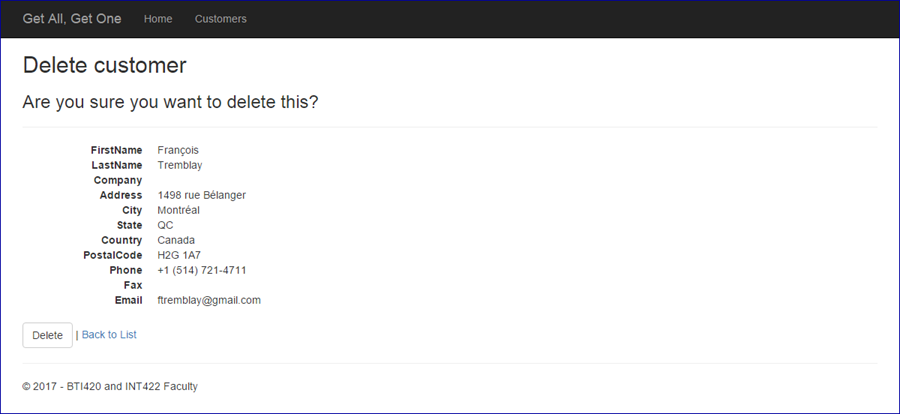 Get All, Get One Home Customers
Delete customer
Are you sure you want to delete this?
FirstName François
LastName Tremblay
Company
Address 1498 rue Bélanger
City Montréal
State QC
Country Canada
PostalCode H2G 1A7
Phone +1 (514) 721-4711
Fax
Email ftremblay@gmail.com
Delete | Back to List
© 2017 - BTI420 and INT422 Faculty